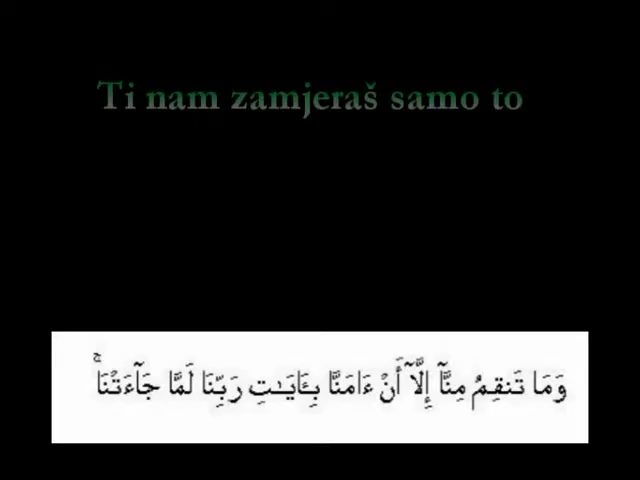 Ti nam zamjeraš samo to
وَمَا تَنقِمُ مِنَّآ إِلَّآ أَنْ ءَامَنَّا بِـَٔايَـٰتِ رَبِّنَا لَمَّا جَآءَتْنَا ۚ